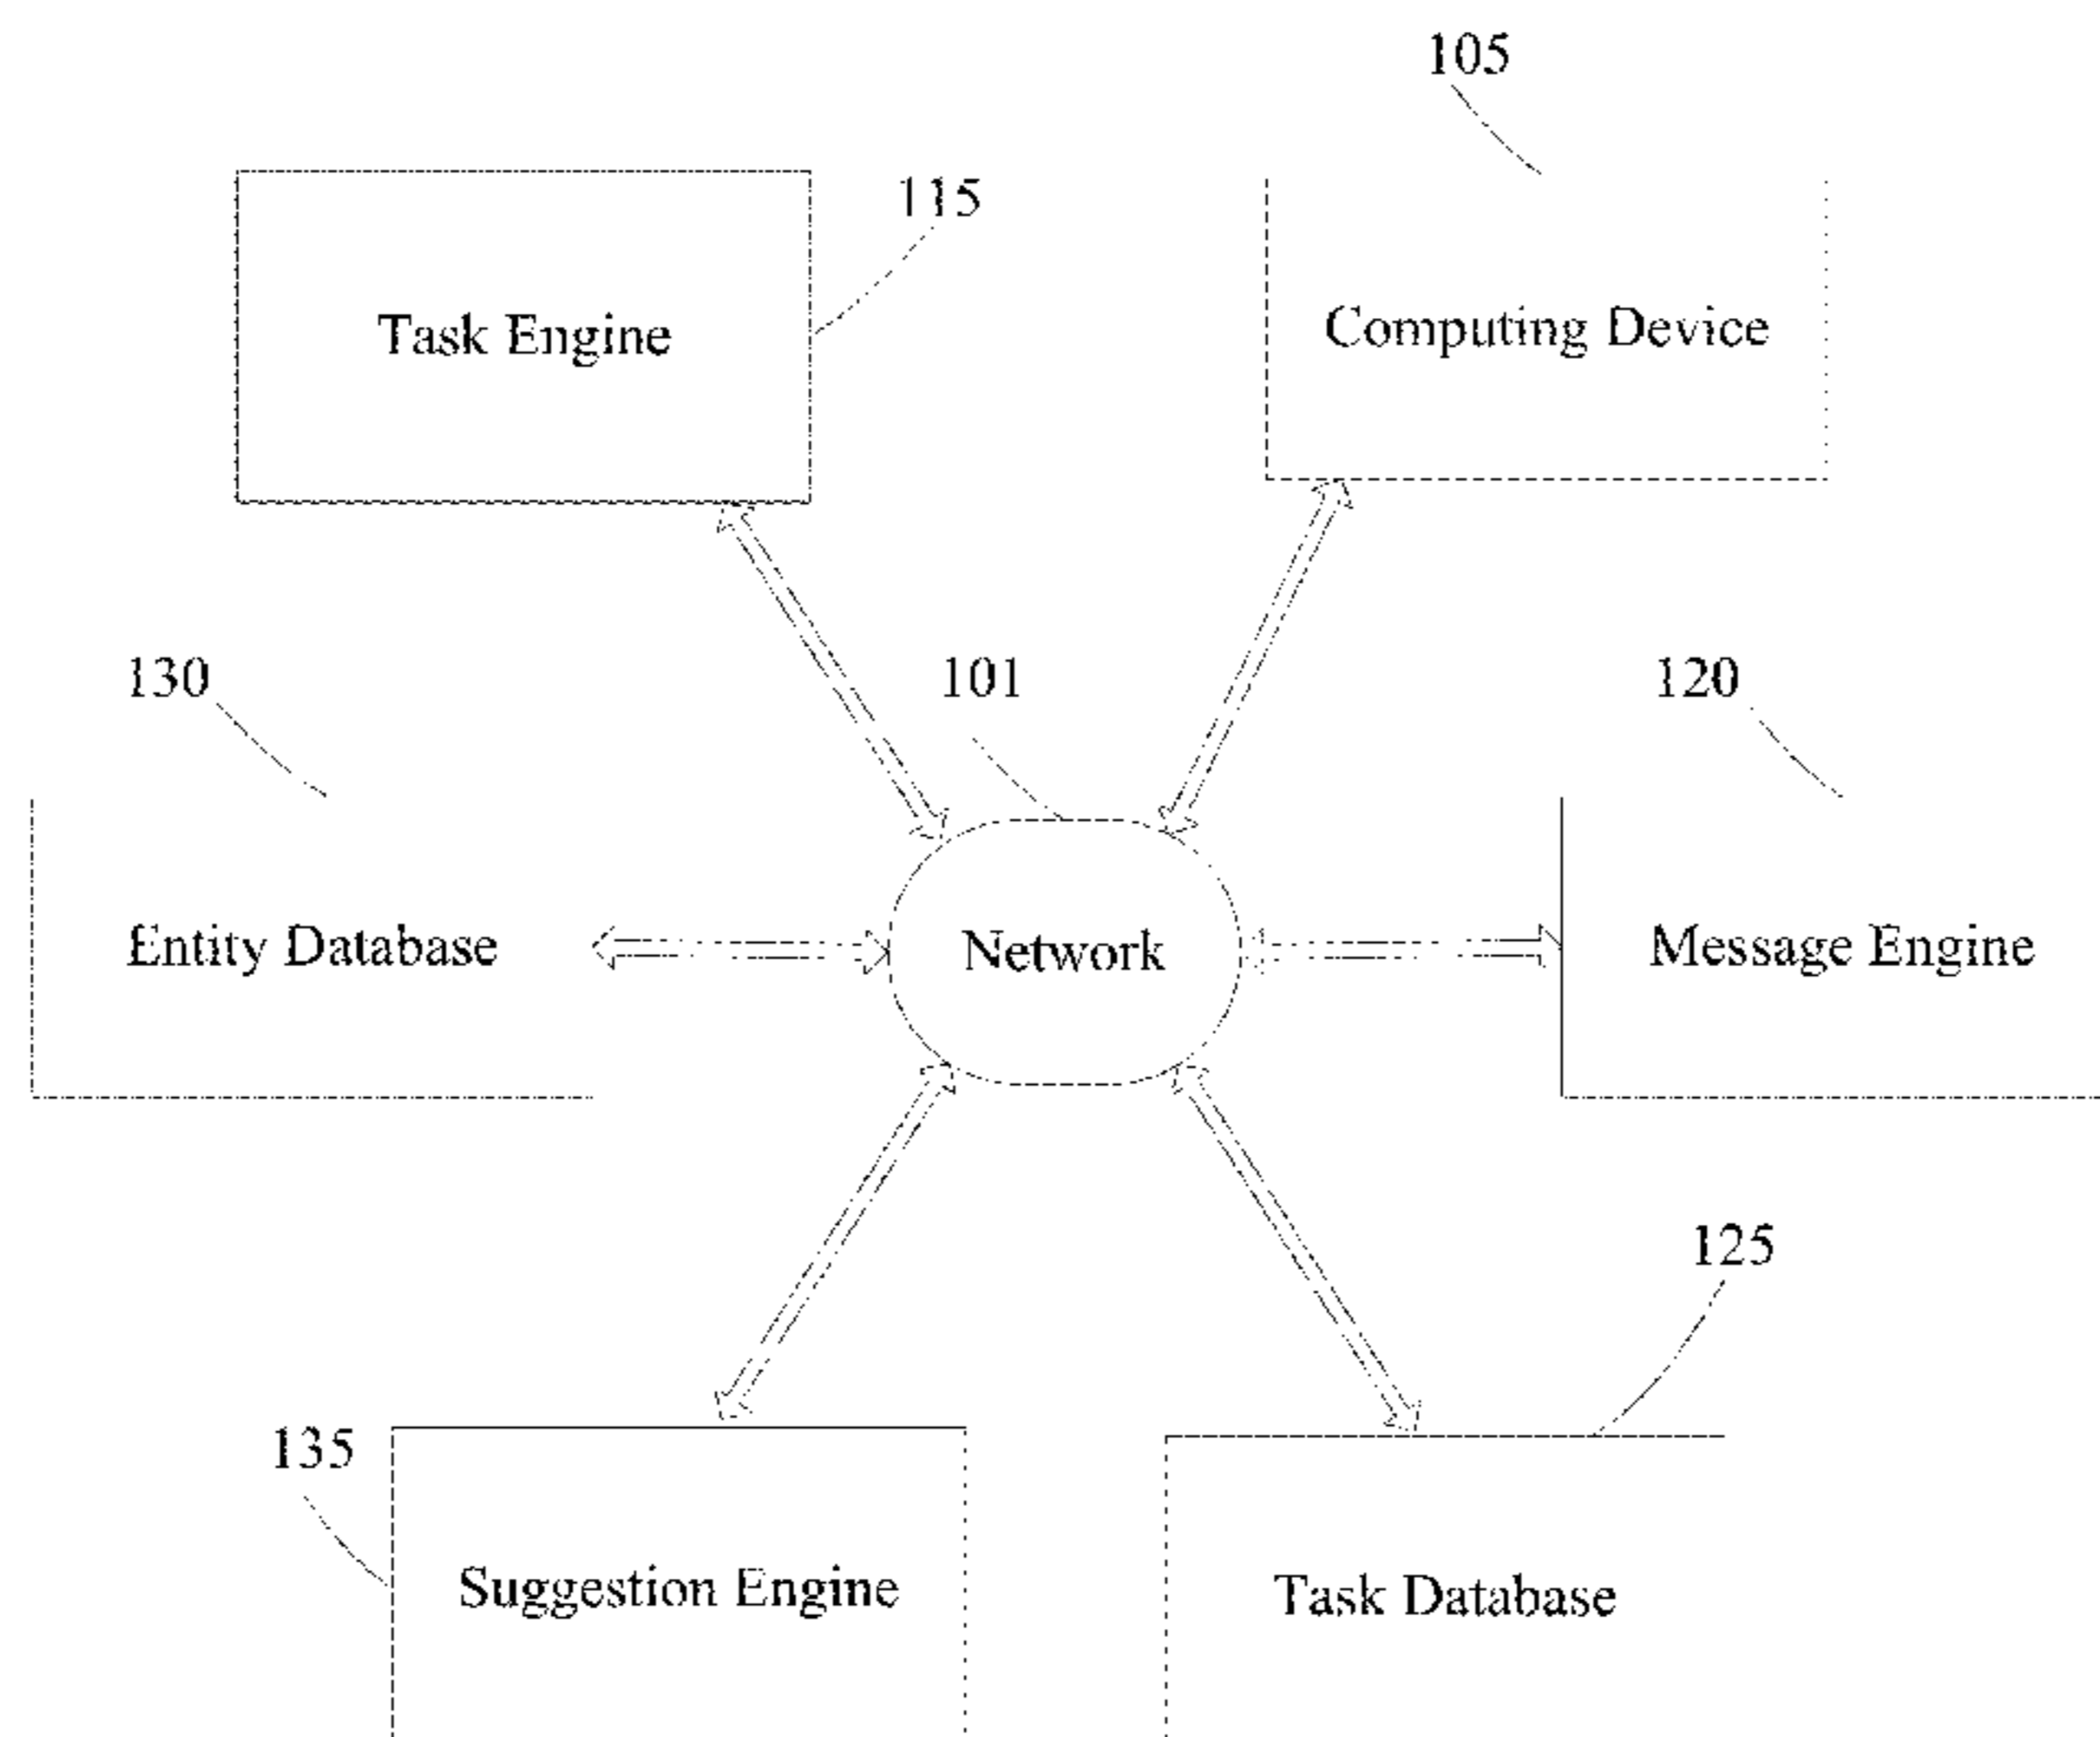 105
115
Task Engine
Computing Device
130
101
120
Entity Database
Network
Message Engine
125
135
Suggestion Engine
Task Database